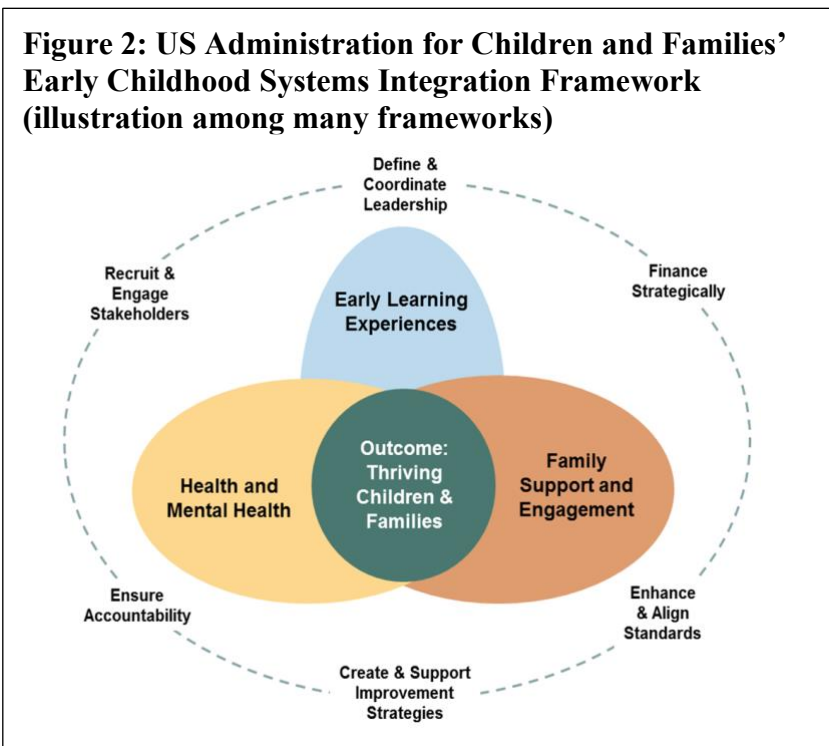 Figure 2: US Administration for Children and Families’
Early Childhood Systems Integration Framework
(illustration among many frameworks)
Define &
Coordinate
Leadership
Recruit &
Engage
Stakeholders
Finance
Strategically
Early Learning
Experiences
Health and
Mental Health
Outcome:
Thriving
Children &
Families
Family
Support and
Engagement
Ensure
Accountability
Enhance
& Align
Standards
Create & Support
Improvement
Strategies